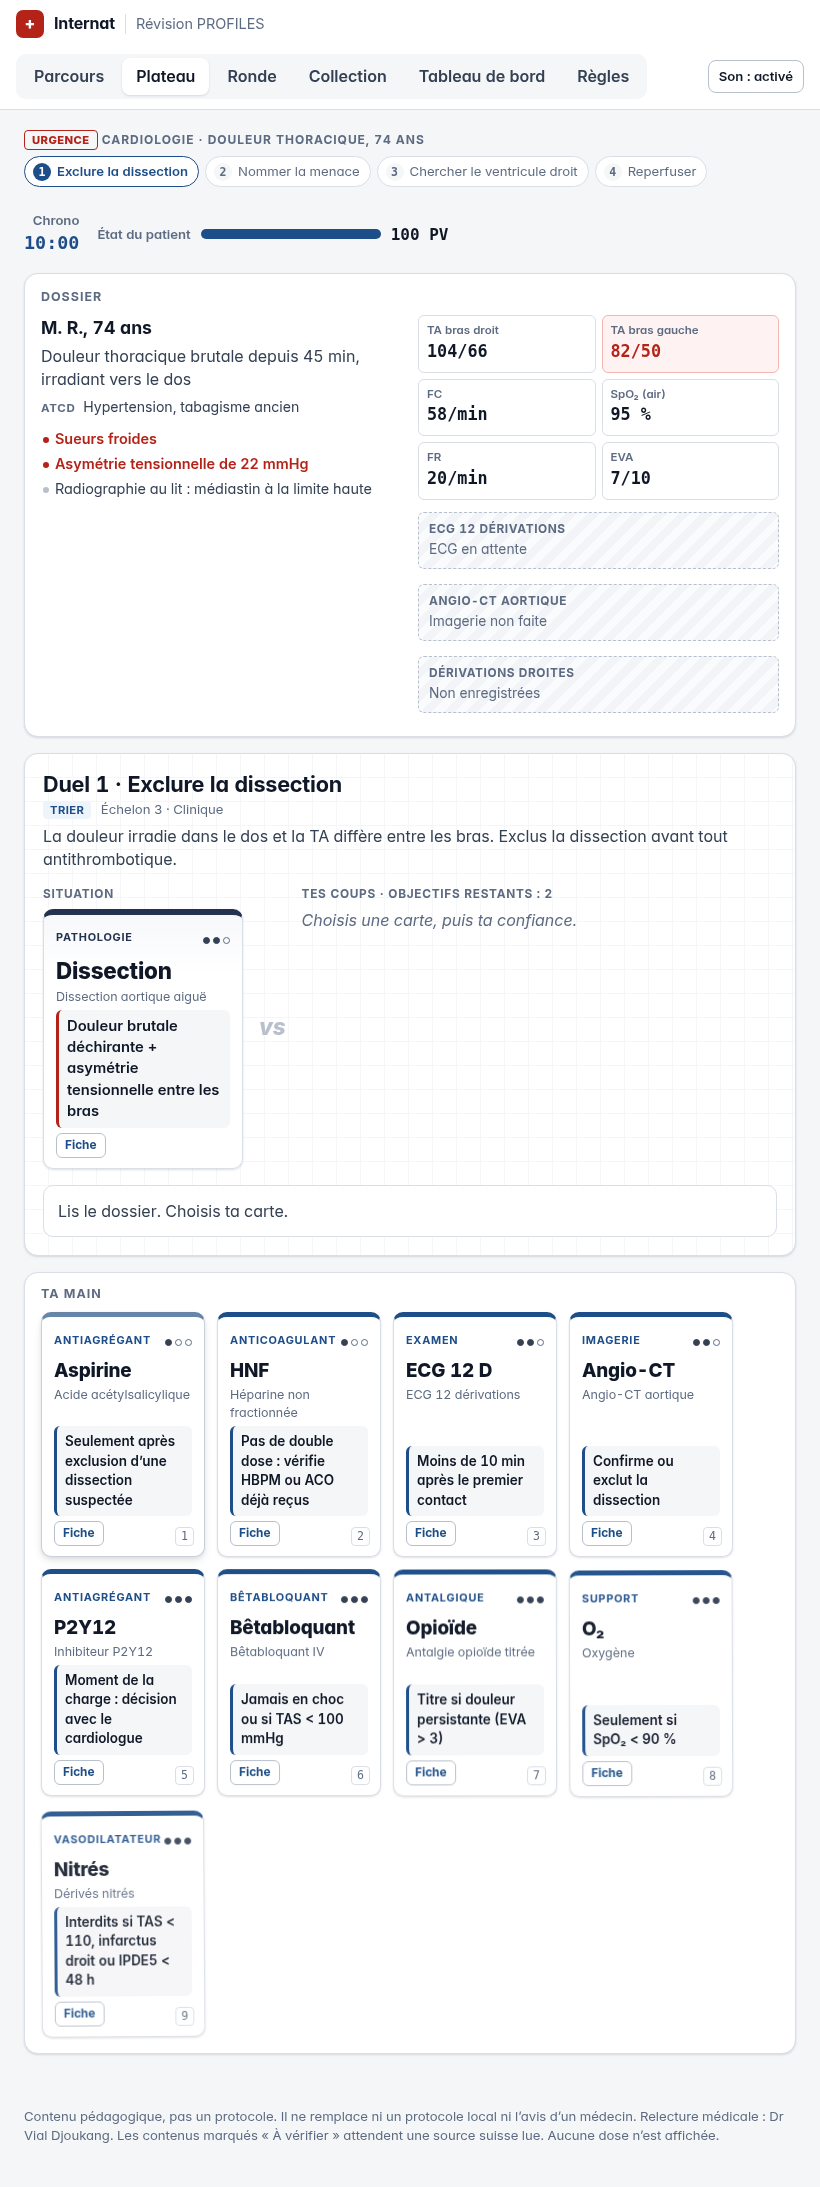 + Internat Révision PROFILES
Parcours Plateau Ronde Collection Tableau de bord Règles Son : activé
URGENCE CARDIOLOGIE · DOULEUR THORACIQUE, 74 ANS
1 Exclure la dissection 2 Nommer la menace 3 Chercher le ventricule droit 4 Reperfuser
Chrono
10:00 État du patient 100 PV
DOSSIER
M. R., 74 ans
Douleur thoracique brutale depuis 45 min,
irradiant vers le dos
ATCD Hypertension, tabagisme ancien
Sueurs froides
Asymétrie tensionnelle de 22 mmHg
Radiographie au lit : médiastin à la limite haute
TA bras droit
104/66
TA bras gauche
82/50
FC
58/min
SpO₂ (air)
95 %
FR
20/min
EVA
7/10
ECG 12 DÉRIVATIONS
ECG en attente
ANGIO-CT AORTIQUE
Imagerie non faite
DÉRIVATIONS DROITES
Non enregistrées
Duel 1 · Exclure la dissection
TRIER Échelon 3 · Clinique
La douleur irradie dans le dos et la TA diffère entre les bras. Exclus la dissection avant tout
antithrombotique.
SITUATION
PATHOLOGIE
Dissection
Dissection aortique aiguë
Douleur brutale
déchirante +
asymétrie
tensionnelle entre les
bras
Fiche
vs
TES COUPS · OBJECTIFS RESTANTS : 2
Choisis une carte, puis ta confiance.
Lis le dossier. Choisis ta carte.
TA MAIN
ANTIAGRÉGANT
Aspirine
Acide acétylsalicylique
Seulement après
exclusion d’une
dissection
suspectée
Fiche 1
ANTICOAGULANT
HNF
Héparine non
fractionnée
Pas de double
dose : vérifie
HBPM ou ACO
déjà reçus
Fiche 2
EXAMEN
ECG 12 D
ECG 12 dérivations
Moins de 10 min
après le premier
contact
Fiche 3
IMAGERIE
Angio-CT
Angio-CT aortique
Confirme ou
exclut la
dissection
Fiche 4
ANTIAGRÉGANT
P2Y12
Inhibiteur P2Y12
Moment de la
charge : décision
avec le
cardiologue
Fiche 5
BÊTABLOQUANT
Bêtabloquant
Bêtabloquant IV
Jamais en choc
ou si TAS < 100
mmHg
Fiche 6
ANTALGIQUE
Opioïde
Antalgie opioïde titrée
Titre si douleur
persistante (EVA
> 3)
Fiche 7
SUPPORT
O₂
Oxygène
Seulement si
SpO₂ < 90 %
Fiche 8
VASODILATATEUR
Nitrés
Dérivés nitrés
Interdits si TAS <
110, infarctus
droit ou IPDE5 <
48 h
Fiche 9
Contenu pédagogique, pas un protocole. Il ne remplace ni un protocole local ni l’avis d’un médecin. Relecture médicale : Dr
Vial Djoukang. Les contenus marqués « À vérifier » attendent une source suisse lue. Aucune dose n’est affichée.